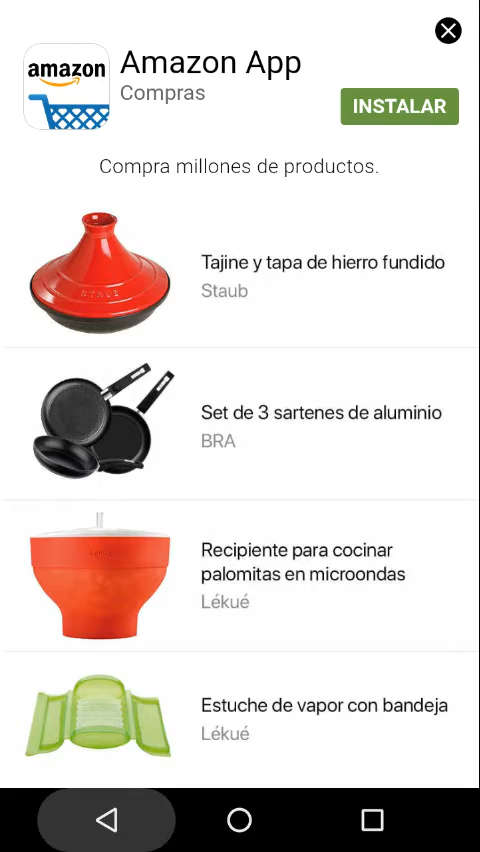 amazon
Amazon App
Compras
INSTALAR
Compra millones de productos.
STAUB
Tajine y tapa de hierro fundido
Staub
Set de 3 sartenes de aluminio
BRA
Recipiente para cocinar
palomitas en microondas
Lékué
Estuche de vapor con bandeja
Lékué